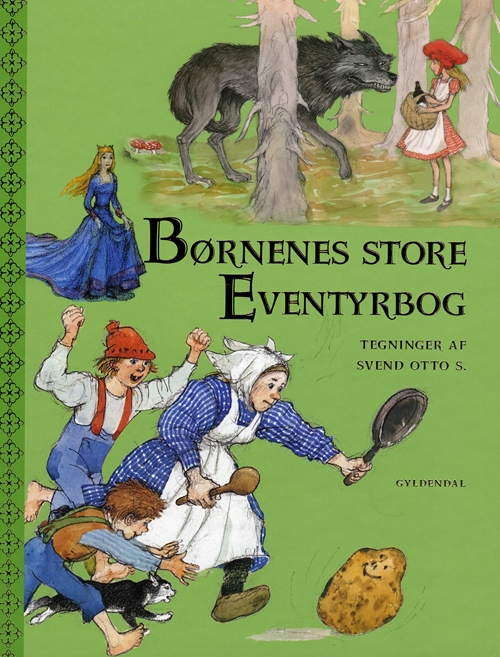 BØRNENES STORE
EVENTYRBOG
TEGNINGER AF
SVEND OTTO S.
GYLDENDAL